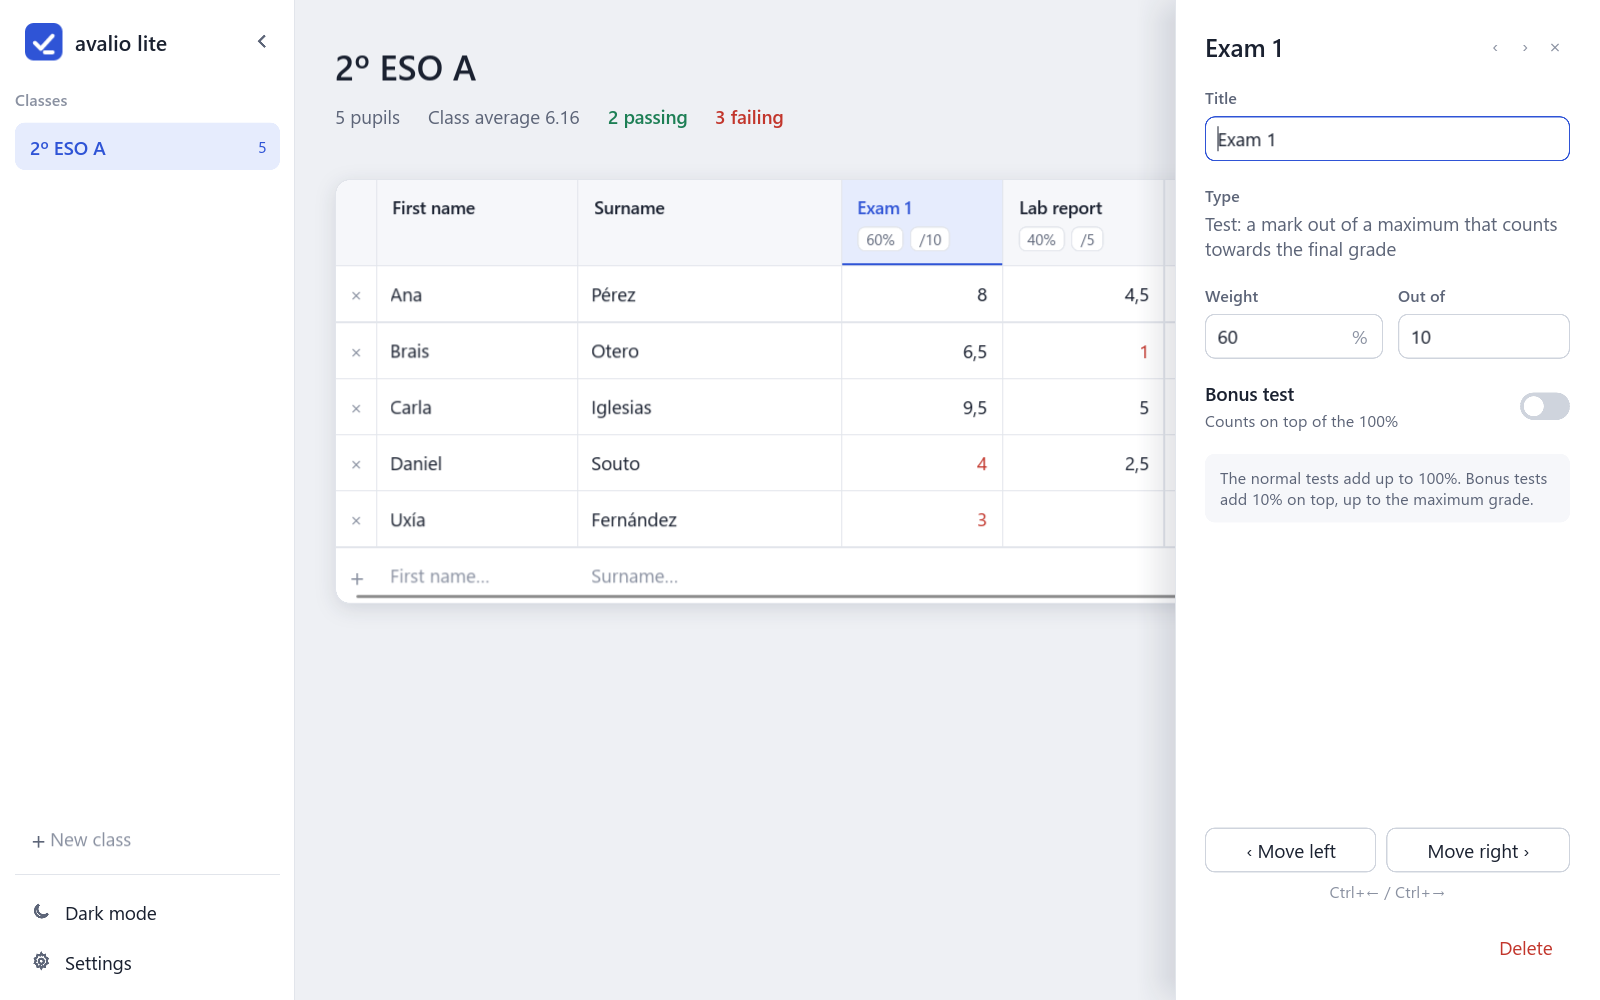 avalio lite
Classes
2º ESO A 5
+ New class
Dark mode
Settings
2º ESO A
5 pupils Class average 6.16 2 passing 3 failing
First name Surname Exam 1 Lab report
60% /10 40% /5
× Ana Pérez 8 4,5
× Brais Otero 6,5 1
× Carla Iglesias 9,5 5
× Daniel Souto 4 2,5
× Uxía Fernández 3
+ First name... Surname...
Exam 1 ‹ › ×
Title
Exam 1
Type
Test: a mark out of a maximum that counts
towards the final grade
Weight Out of
60 % 10
Bonus test
Counts on top of the 100%
The normal tests add up to 100%. Bonus tests
add 10% on top, up to the maximum grade.
‹ Move left Move right ›
Ctrl+← / Ctrl+→
Delete